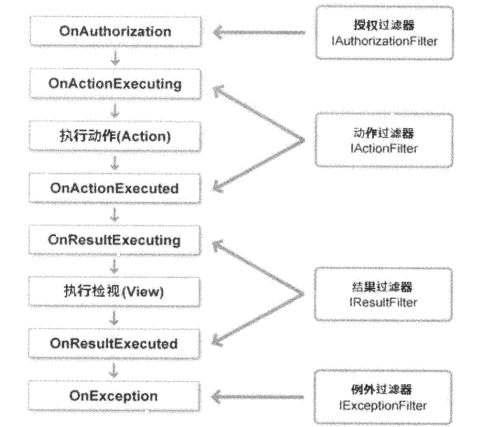 OnAuthorization
授权过滤器
IAuthorizationFilter
OnActionExecuting
执行动作(Action)
动作过滤器
IActionFilter
OnActionExecuted
OnResultExecuting
执行检视(View)
结果过滤器
IResultFilter
OnResultExecuted
OnException
例外过滤器
IExceptionFilter